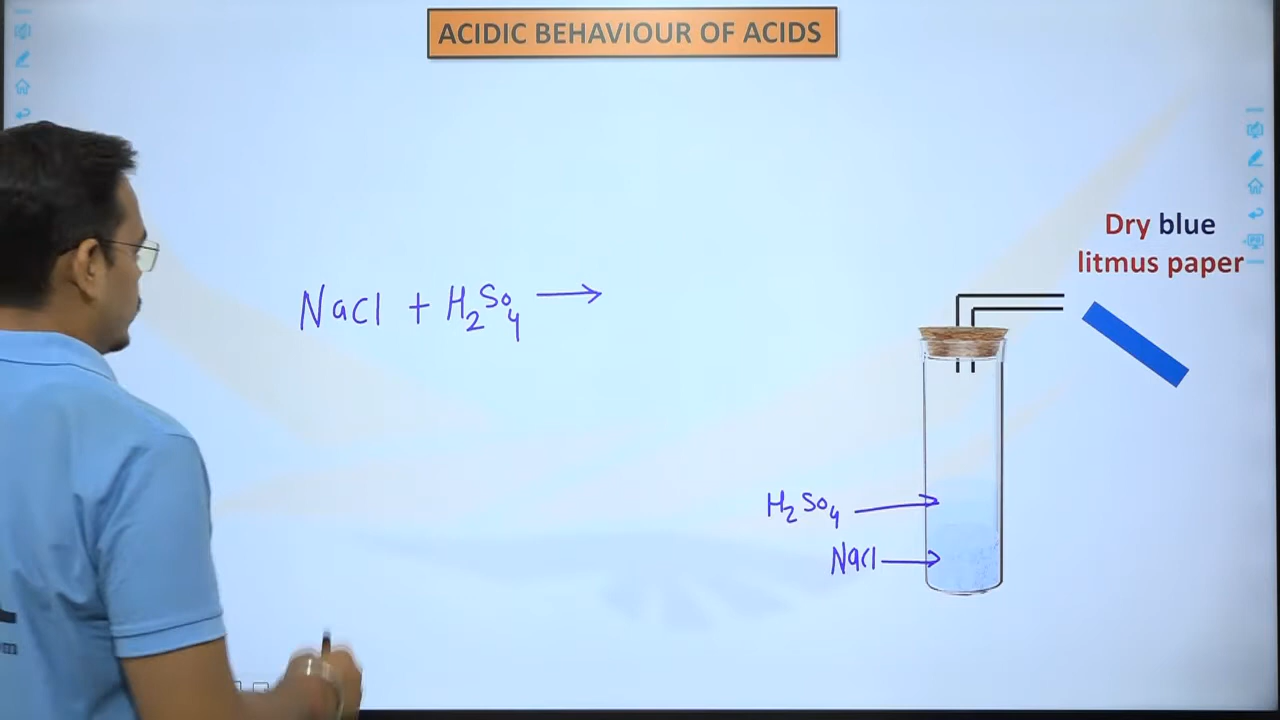 ACIDIC BEHAVIOUR OF ACIDS
Dry blue
litmus paper
NaCl + H₂So₄ →
H₂So₄ →
NaCl →